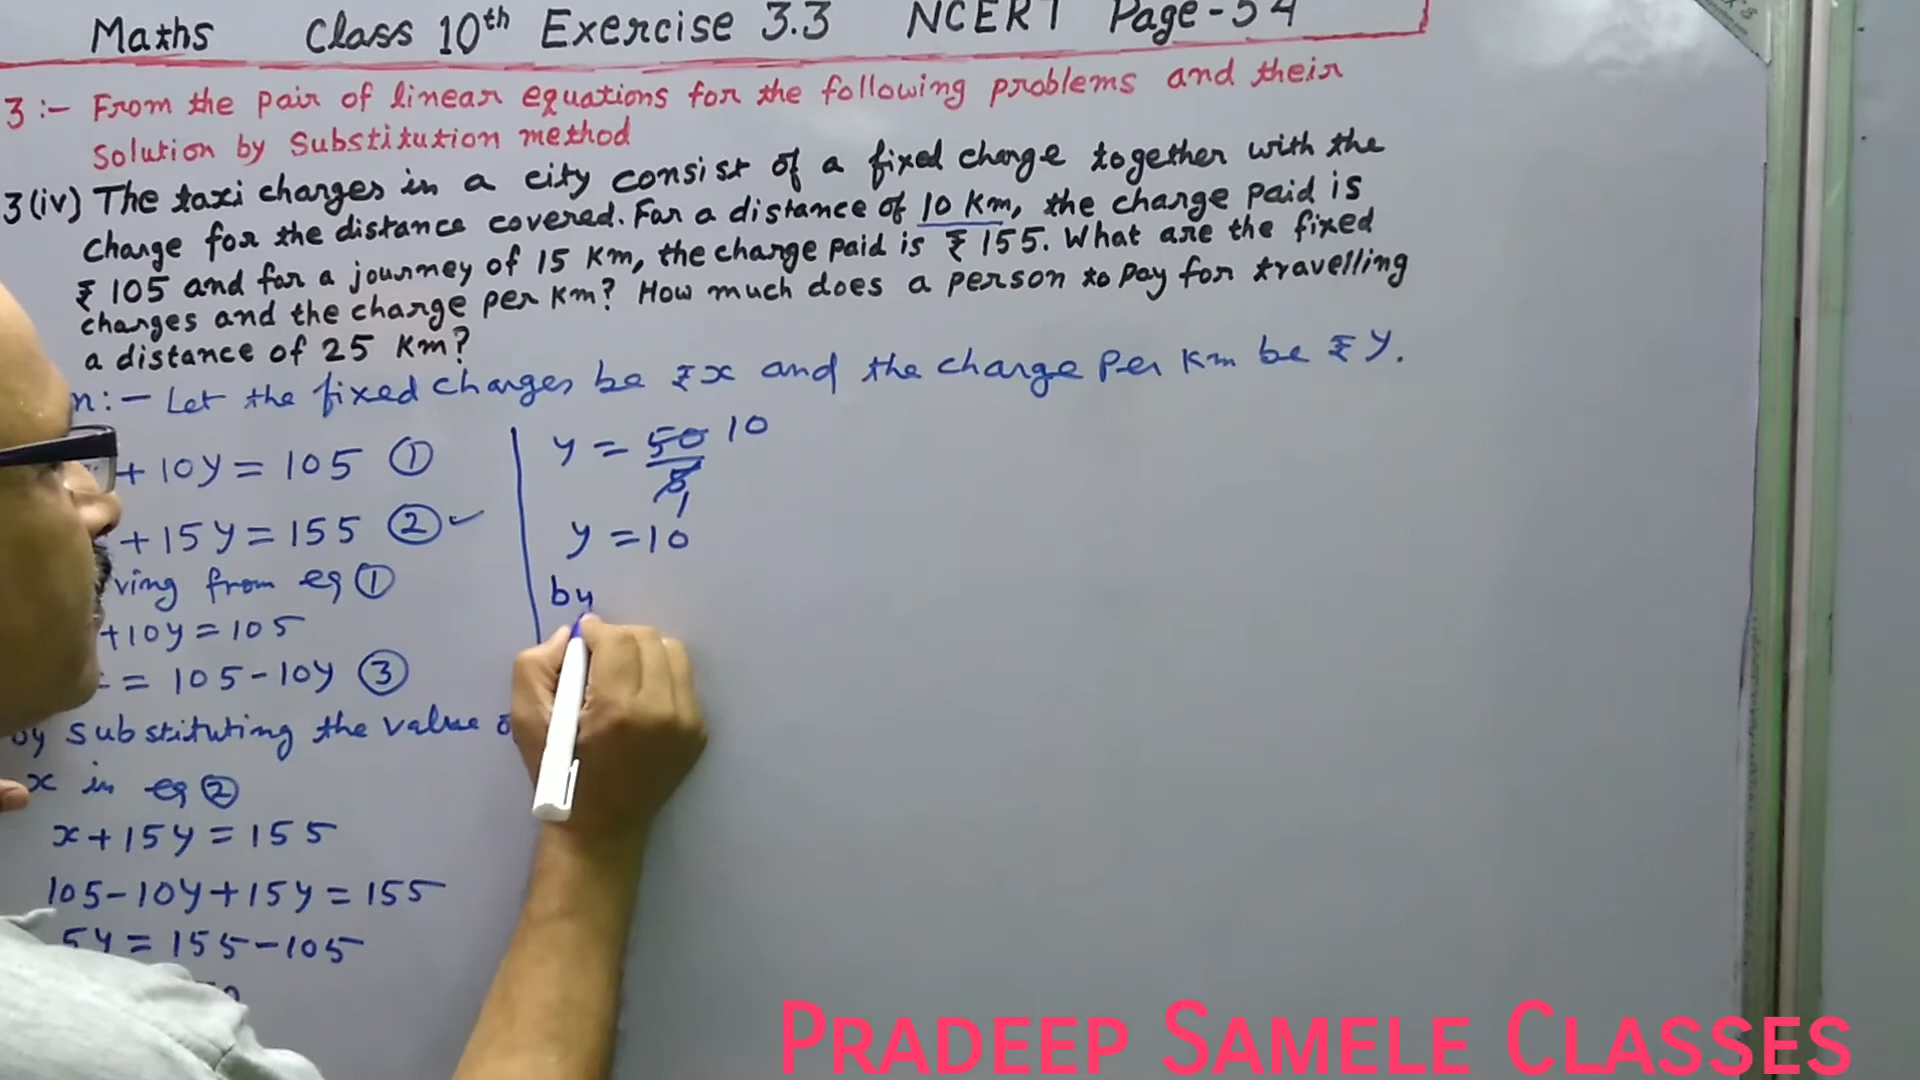 Maths Class 10th Exercise 3.3 NCERT Page-54
3:- From the pair of linear equations for the following problems and their
Solution by Substitution method
3(iv) The taxi charges in a city consist of a fixed charge together with the
Charge for the distance covered. For a distance of 10 Km, the charge paid is
₹ 105 and for a journey of 15 Km, the charge paid is ₹ 155. What are the fixed
charges and the charge per Km? How much does a person to pay for travelling
a distance of 25 Km?
n:- Let the fixed charges be ₹x and the charge Per Km be ₹ y.
+ 10y = 105 ①
+ 15y = 155 ②✓
ving from eq ①
+10y = 105
= 105-10y ③
by substituting the value o
x in eq ②
x+15y = 155
105-10y+15y = 155
5y = 155-105
y = 50/5 10
1
y = 10
by
PRADEEP SAMELE CLASSES